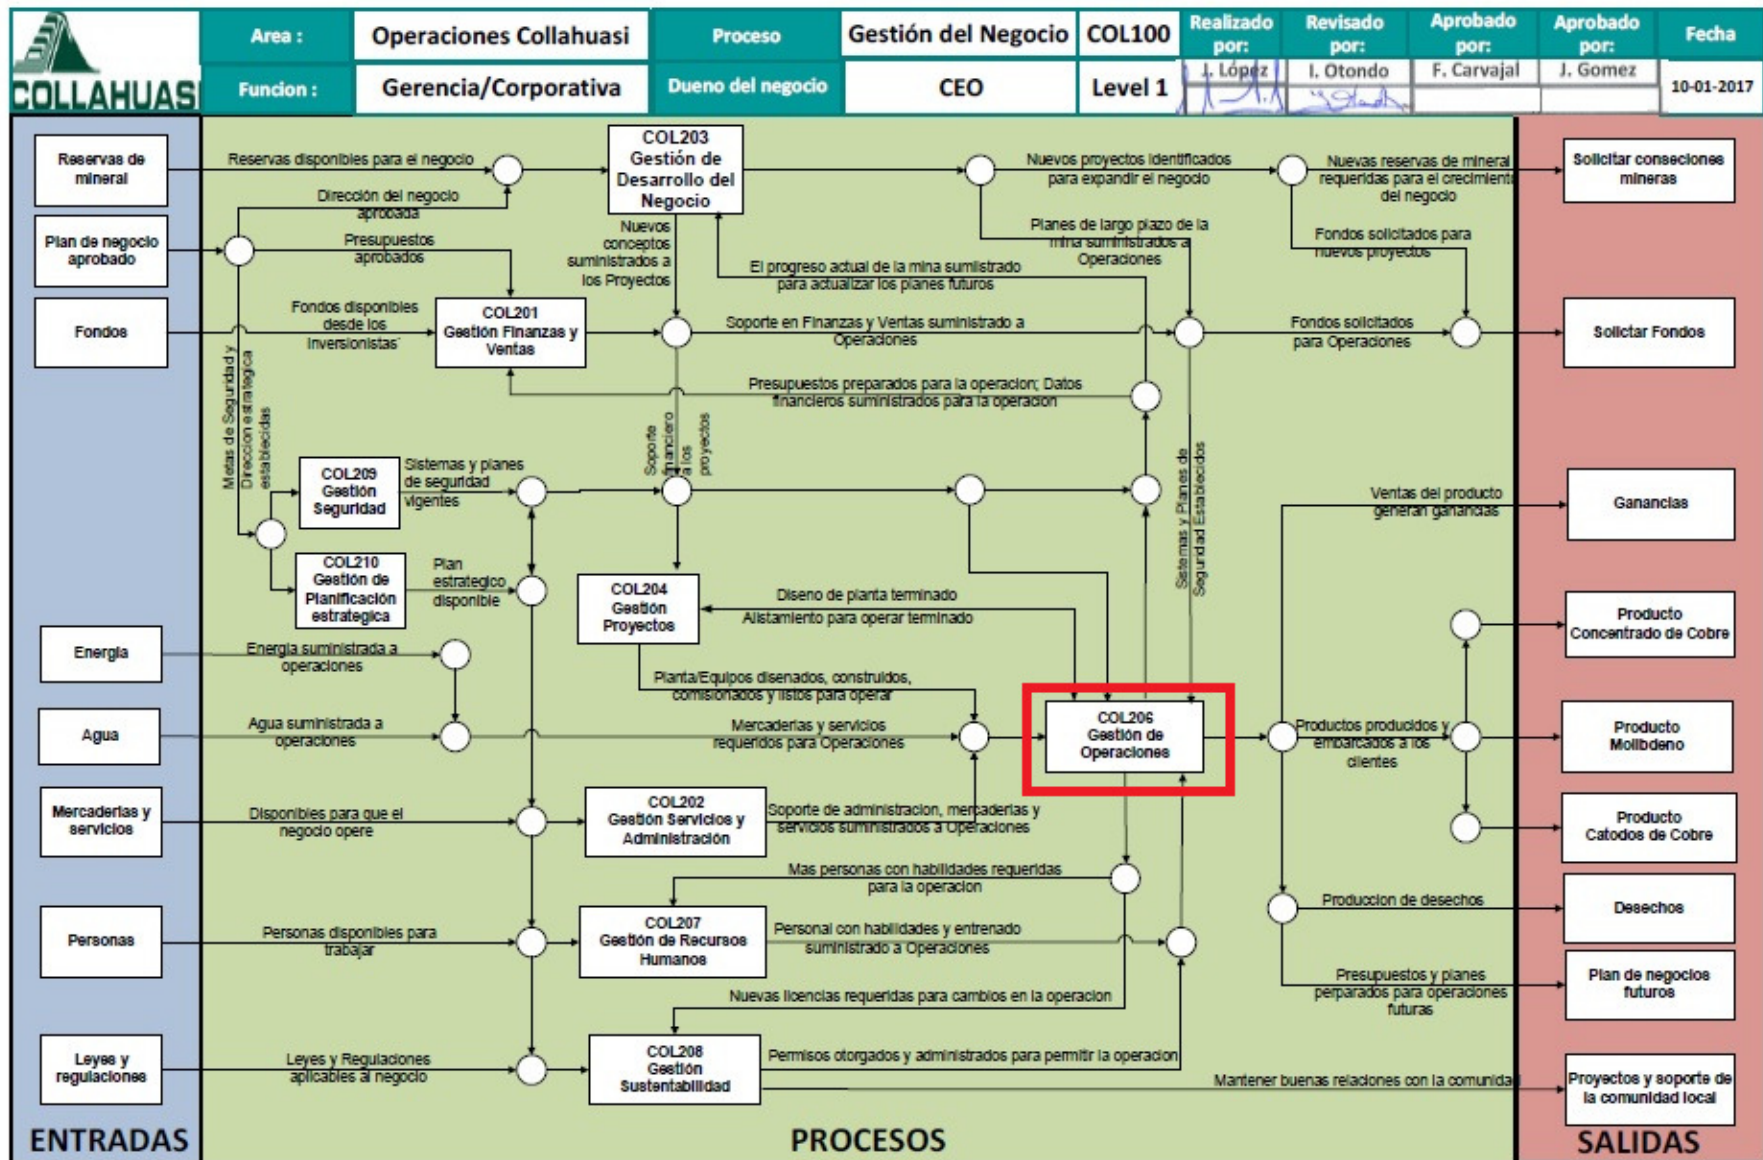 COLLAHUASI
Area :
Operaciones Collahuasi
Proceso
Gestión del Negocio
COL100
Realizado
por:
Revisado
por:
Aprobado
por:
Aprobado
por:
Fecha
Funcion :
Gerencia/Corporativa
Dueno del negocio
CEO
Level 1
J. López
I. Otondo
F. Carvajal
J. Gomez
10-01-2017
Reservas de
mineral
Plan de negocio
aprobado
Fondos
Energía
Agua
Mercaderías y
servicios
Personas
Leyes y
regulaciones
ENTRADAS
Reservas disponibles para el negocio
Dirección del negocio
aprobada
Presupuestos
aprobados
Fondos disponibles
desde los
Inversionistas
Metas de Seguridad y
Direccion estrategica
establecidas
COL203
Gestión de
Desarrollo del
Negocio
Nuevos
conceptos
suministrados a
los Proyectos
Nuevos proyectos identificados
para expandir el negocio
Nuevas reservas de mineral
requeridas para el crecimiento
del negocio
Planes de largo plazo de la
mina suministrados a
Operaciones
Fondos solicitados para
nuevos proyectos
El progreso actual de la mina sumlistrado
para actualizar los planes futuros
COL201
Gestión Finanzas y
Ventas
Soporte en Finanzas y Ventas suministrado a
Operaciones
Fondos solicitados
para Operaciones
Presupuestos preparados para la operacion; Datos
financieros suministrados para la operacion
Soporte
financiero
a los
proyectos
COL209
Gestión
Seguridad
Sistemas y planes
de seguridad
vigentes
Sistemas y Planes de
Seguridad Establecidos
Ventas del producto
generan ganancias
COL210
Gestión de
Planificación
estrategica
Plan
estrategico
disponible
COL204
Gestión
Proyectos
Diseno de planta terminado
Alistamiento para operar terminado
Energia suministrada a
operaciones
Planta/Equipos disenados, construidos,
comisionados y listos para operar
Agua suministrada a
operaciones
Mercaderías y servicios
requeridos para Operaciones
COL206
Gestión de
Operaciones
Productos producidos y
embarcados a los
clientes
Disponibles para que el
negocio opere
COL202
Gestión Servicios y
Administración
Soporte de administracion, mercaderías y
servicios suministrados a Operaciones
Mas personas con habilidades requeridas
para la operacion
Produccion de desechos
Personas disponibles para
trabajar
COL207
Gestión de Recursos
Humanos
Personal con habilidades y entrenado
suministrado a Operaciones
Presupuestos y planes
perparados para operaciones
futuras
Nuevas licencias requeridas para cambios en la operacion
Leyes y Regulaciones
aplicables al negocio
COL208
Gestión
Sustentabilidad
Permisos otorgados y administrados para permitir la operacion
Mantener buenas relaciones con la comunidad
PROCESOS
Solicitar conseciones
mineras
Solictar Fondos
Ganancias
Producto
Concentrado de Cobre
Producto
Molibdeno
Producto
Catodos de Cobre
Desechos
Plan de negocios
futuros
Proyectos y soporte de
la comunidad local
SALIDAS